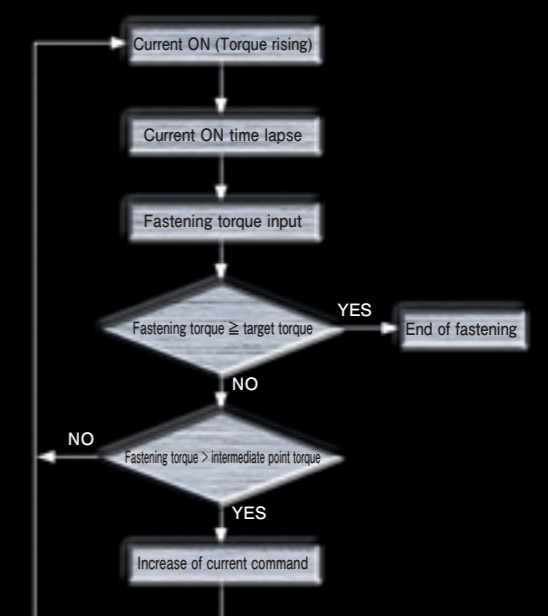 Current ON (Torque rising)
Current ON time lapse
Fastening torque input
Fastening torque ≧ target torque
YES
End of fastening
NO
Fastening torque > intermediate point torque
NO
YES
Increase of current command